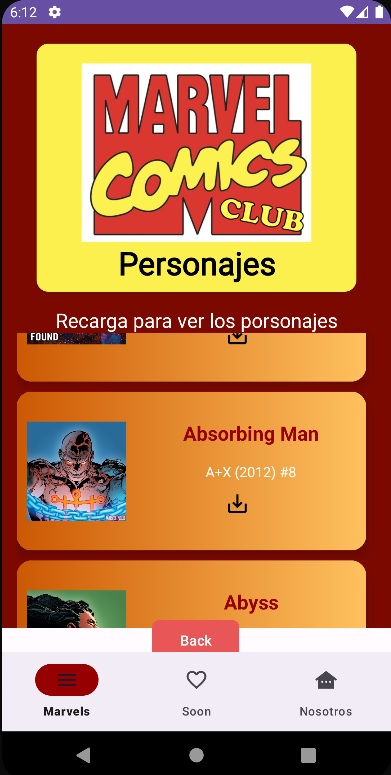 6:12
MARVEL
COMICS
CLUB
Personajes
Recarga para ver los porsonajes
FOUND
Absorbing Man
A+X (2012) #8
Abyss
Back
Marvels
Soon
Nosotros